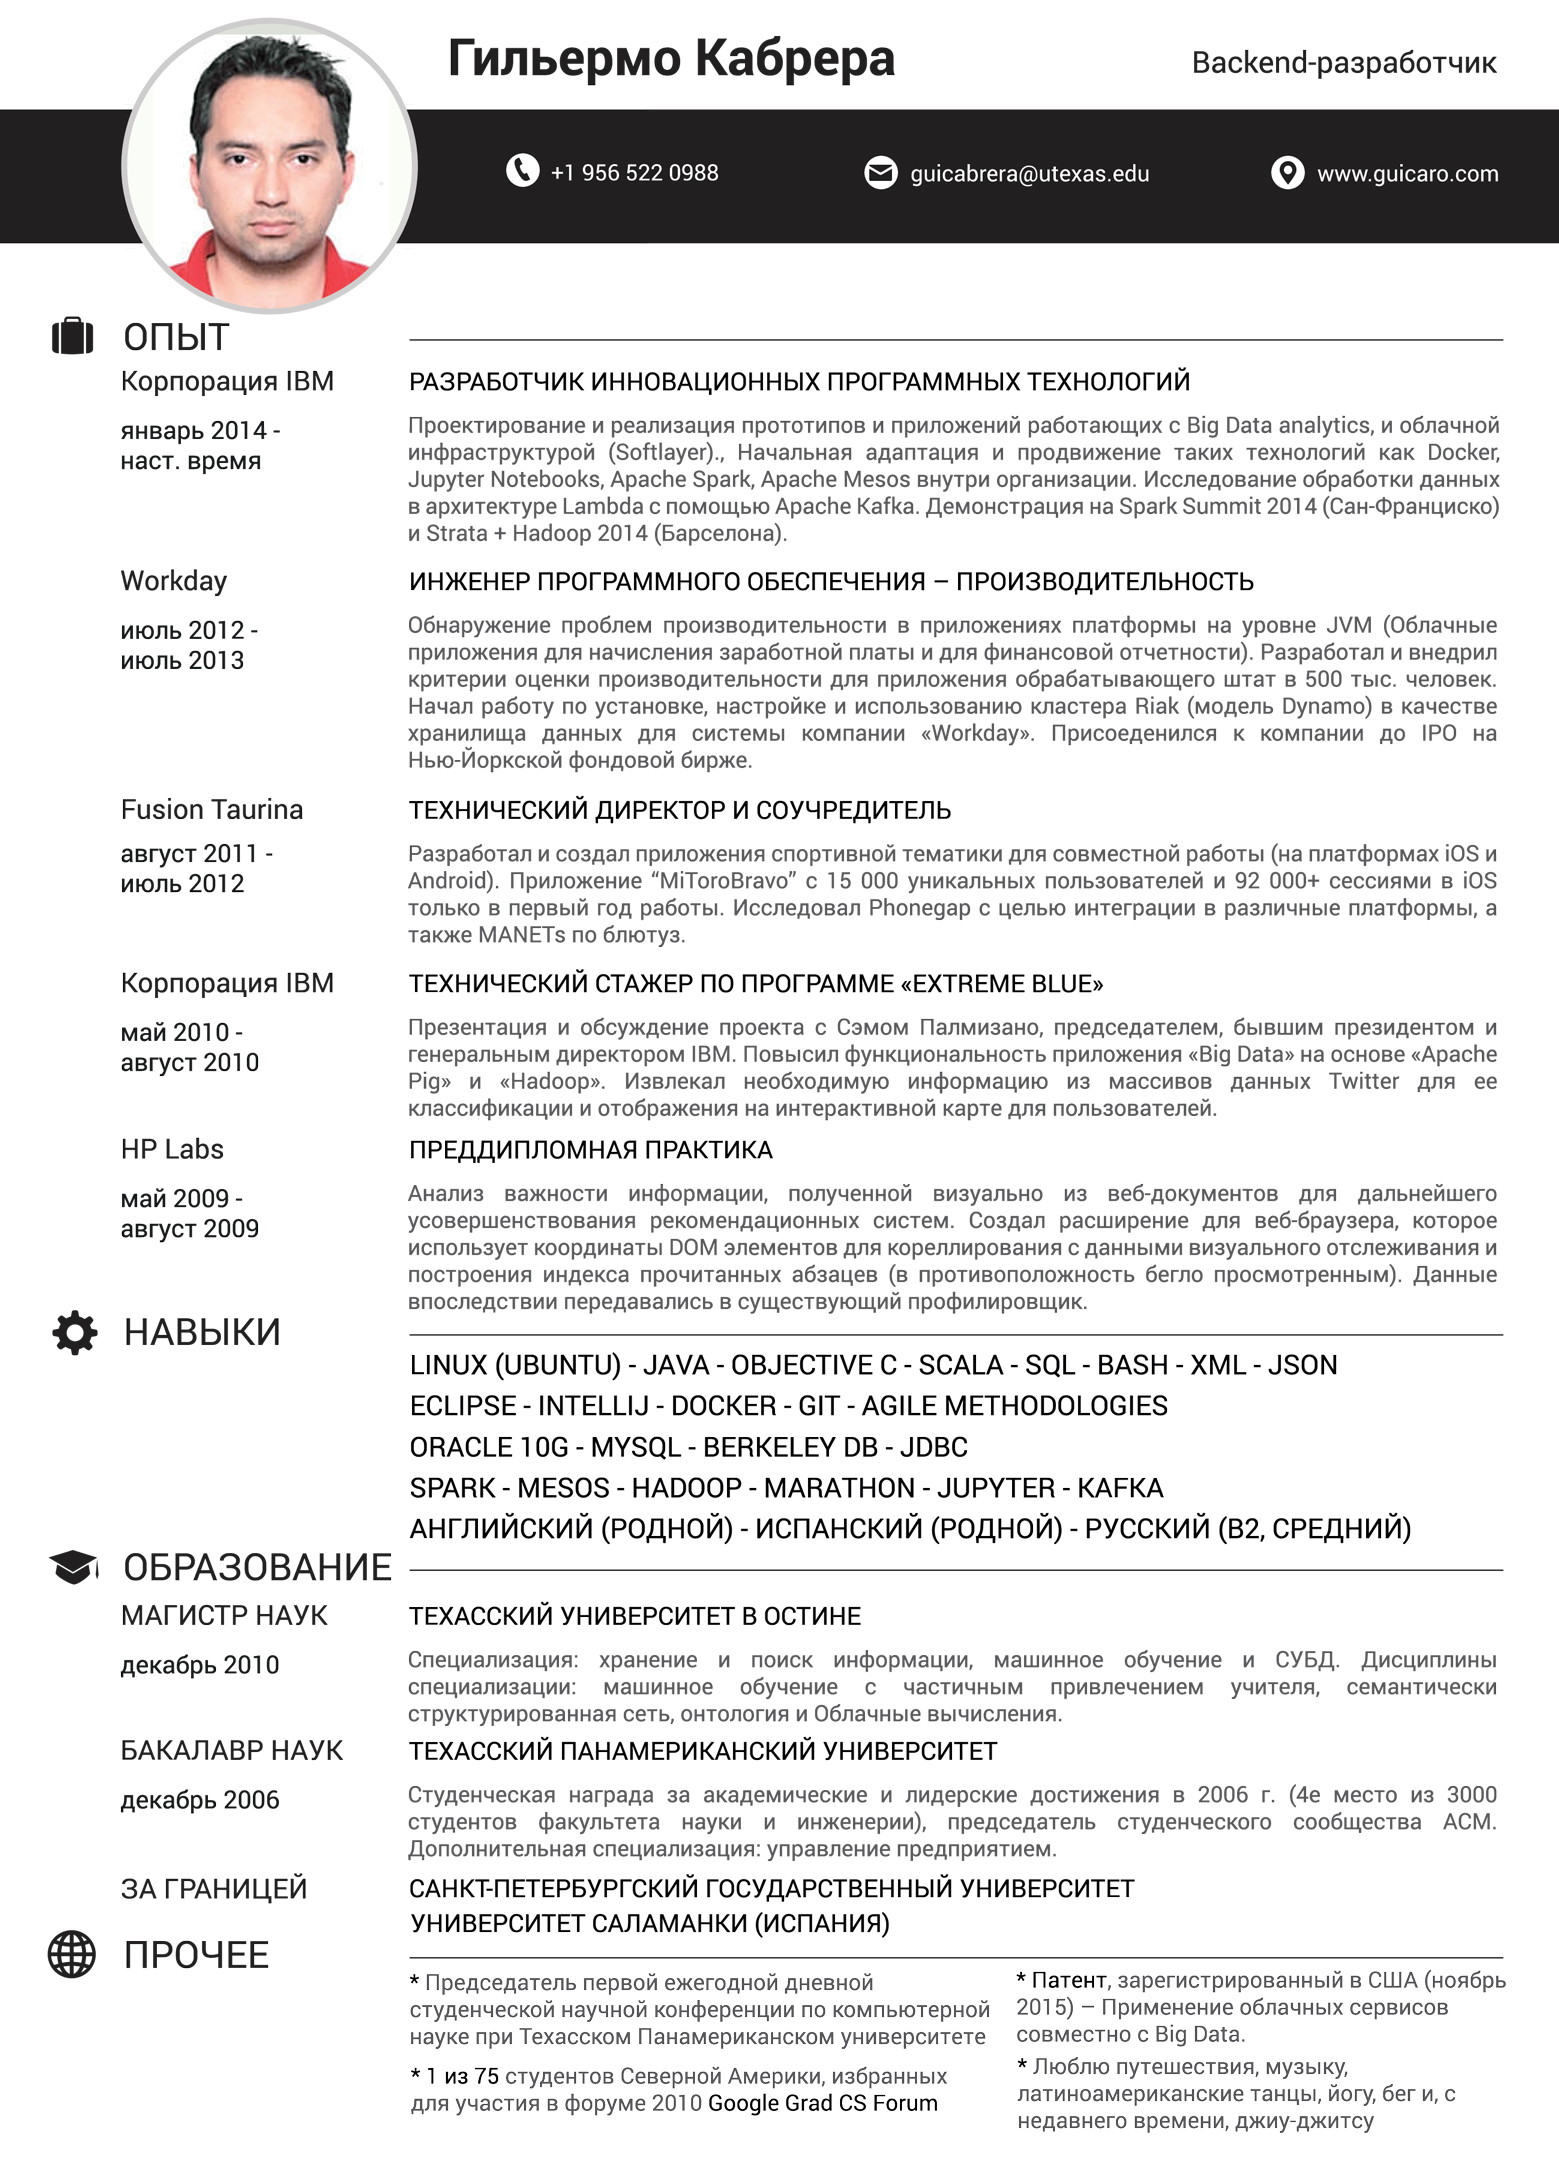 Гильермо Кабрера
Backend-разработчик
+1 956 522 0988
guicabrera@utexas.edu
www.guicaro.com
ОПЫТ
Корпорация IBM
январь 2014 -
наст. время
РАЗРАБОТЧИК ИННОВАЦИОННЫХ ПРОГРАММНЫХ ТЕХНОЛОГИЙ
Проектирование и реализация прототипов и приложений работающих с Big Data analytics, и облачной
инфраструктурой (Softlayer)., Начальная адаптация и продвижение таких технологий как Docker,
Jupyter Notebooks, Apache Spark, Apache Mesos внутри организации. Исследование обработки данных
в архитектуре Lambda с помощью Apache Kafka. Демонстрация на Spark Summit 2014 (Сан-Франциско)
и Strata + Hadoop 2014 (Барселона).
Workday
июль 2012 -
июль 2013
ИНЖЕНЕР ПРОГРАММНОГО ОБЕСПЕЧЕНИЯ – ПРОИЗВОДИТЕЛЬНОСТЬ
Обнаружение проблем производительности в приложениях платформы на уровне JVM (Облачные
приложения для начисления заработной платы и для финансовой отчетности). Разработал и внедрил
критерии оценки производительности для приложения обрабатывающего штат в 500 тыс. человек.
Начал работу по установке, настройке и использованию кластера Riak (модель Dynamo) в качестве
хранилища данных для системы компании «Workday». Присоеденился к компании до IPO на
Нью-Йоркской фондовой бирже.
Fusion Taurina
август 2011 -
июль 2012
ТЕХНИЧЕСКИЙ ДИРЕКТОР И СОУЧРЕДИТЕЛЬ
Разработал и создал приложения спортивной тематики для совместной работы (на платформах iOS и
Android). Приложение “MiToroBravo” с 15 000 уникальных пользователей и 92 000+ сессиями в iOS
только в первый год работы. Исследовал Phonegap с целью интеграции в различные платформы, а
также MANETs по блютуз.
Корпорация IBM
май 2010 -
август 2010
ТЕХНИЧЕСКИЙ СТАЖЕР ПО ПРОГРАММЕ «EXTREME BLUE»
Презентация и обсуждение проекта с Сэмом Палмизано, председателем, бывшим президентом и
генеральным директором IBM. Повысил функциональность приложения «Big Data» на основе «Apache
Pig» и «Hadoop». Извлекал необходимую информацию из массивов данных Twitter для ее
классификации и отображения на интерактивной карте для пользователей.
HP Labs
май 2009 -
август 2009
ПРЕДДИПЛОМНАЯ ПРАКТИКА
Анализ важности информации, полученной визуально из веб-документов для дальнейшего
усовершенствования рекомендационных систем. Создал расширение для веб-браузера, которое
использует координаты DOM элементов для кореллирования с данными визуального отслеживания и
построения индекса прочитанных абзацев (в противоположность бегло просмотренным). Данные
впоследствии передавались в существующий профилировщик.
НАВЫКИ
LINUX (UBUNTU) - JAVA - OBJECTIVE C - SCALA - SQL - BASH - XML - JSON
ECLIPSE - INTELLIJ - DOCKER - GIT - AGILE METHODOLOGIES
ORACLE 10G - MYSQL - BERKELEY DB - JDBC
SPARK - MESOS - HADOOP - MARATHON - JUPYTER - KAFKA
АНГЛИЙСКИЙ (РОДНОЙ) - ИСПАНСКИЙ (РОДНОЙ) - РУССКИЙ (B2, СРЕДНИЙ)
ОБРАЗОВАНИЕ
МАГИСТР НАУК
декабрь 2010
ТЕХАССКИЙ УНИВЕРСИТЕТ В ОСТИНЕ
Специализация: хранение и поиск информации, машинное обучение и СУБД. Дисциплины
специализации: машинное обучение с частичным привлечением учителя, семантически
структурированная сеть, онтология и Облачные вычисления.
БАКАЛАВР НАУК
декабрь 2006
ТЕХАССКИЙ ПАНАМЕРИКАНСКИЙ УНИВЕРСИТЕТ
Студенческая награда за академические и лидерские достижения в 2006 г. (4е место из 3000
студентов факультета науки и инженерии), председатель студенческого сообщества ACM.
Дополнительная специализация: управление предприятием.
ЗА ГРАНИЦЕЙ
САНКТ-ПЕТЕРБУРГСКИЙ ГОСУДАРСТВЕННЫЙ УНИВЕРСИТЕТ
УНИВЕРСИТЕТ САЛАМАНКИ (ИСПАНИЯ)
ПРОЧЕЕ
* Председатель первой ежегодной дневной
студенческой научной конференции по компьютерной
науке при Техасском Панамериканском университете
* 1 из 75 студентов Северной Америки, избранных
для участия в форуме 2010 Google Grad CS Forum
* Патент, зарегистрированный в США (ноябрь
2015) – Применение облачных сервисов
совместно с Big Data.
* Люблю путешествия, музыку,
латиноамериканские танцы, йогу, бег и, с
недавнего времени, джиу-джитсу